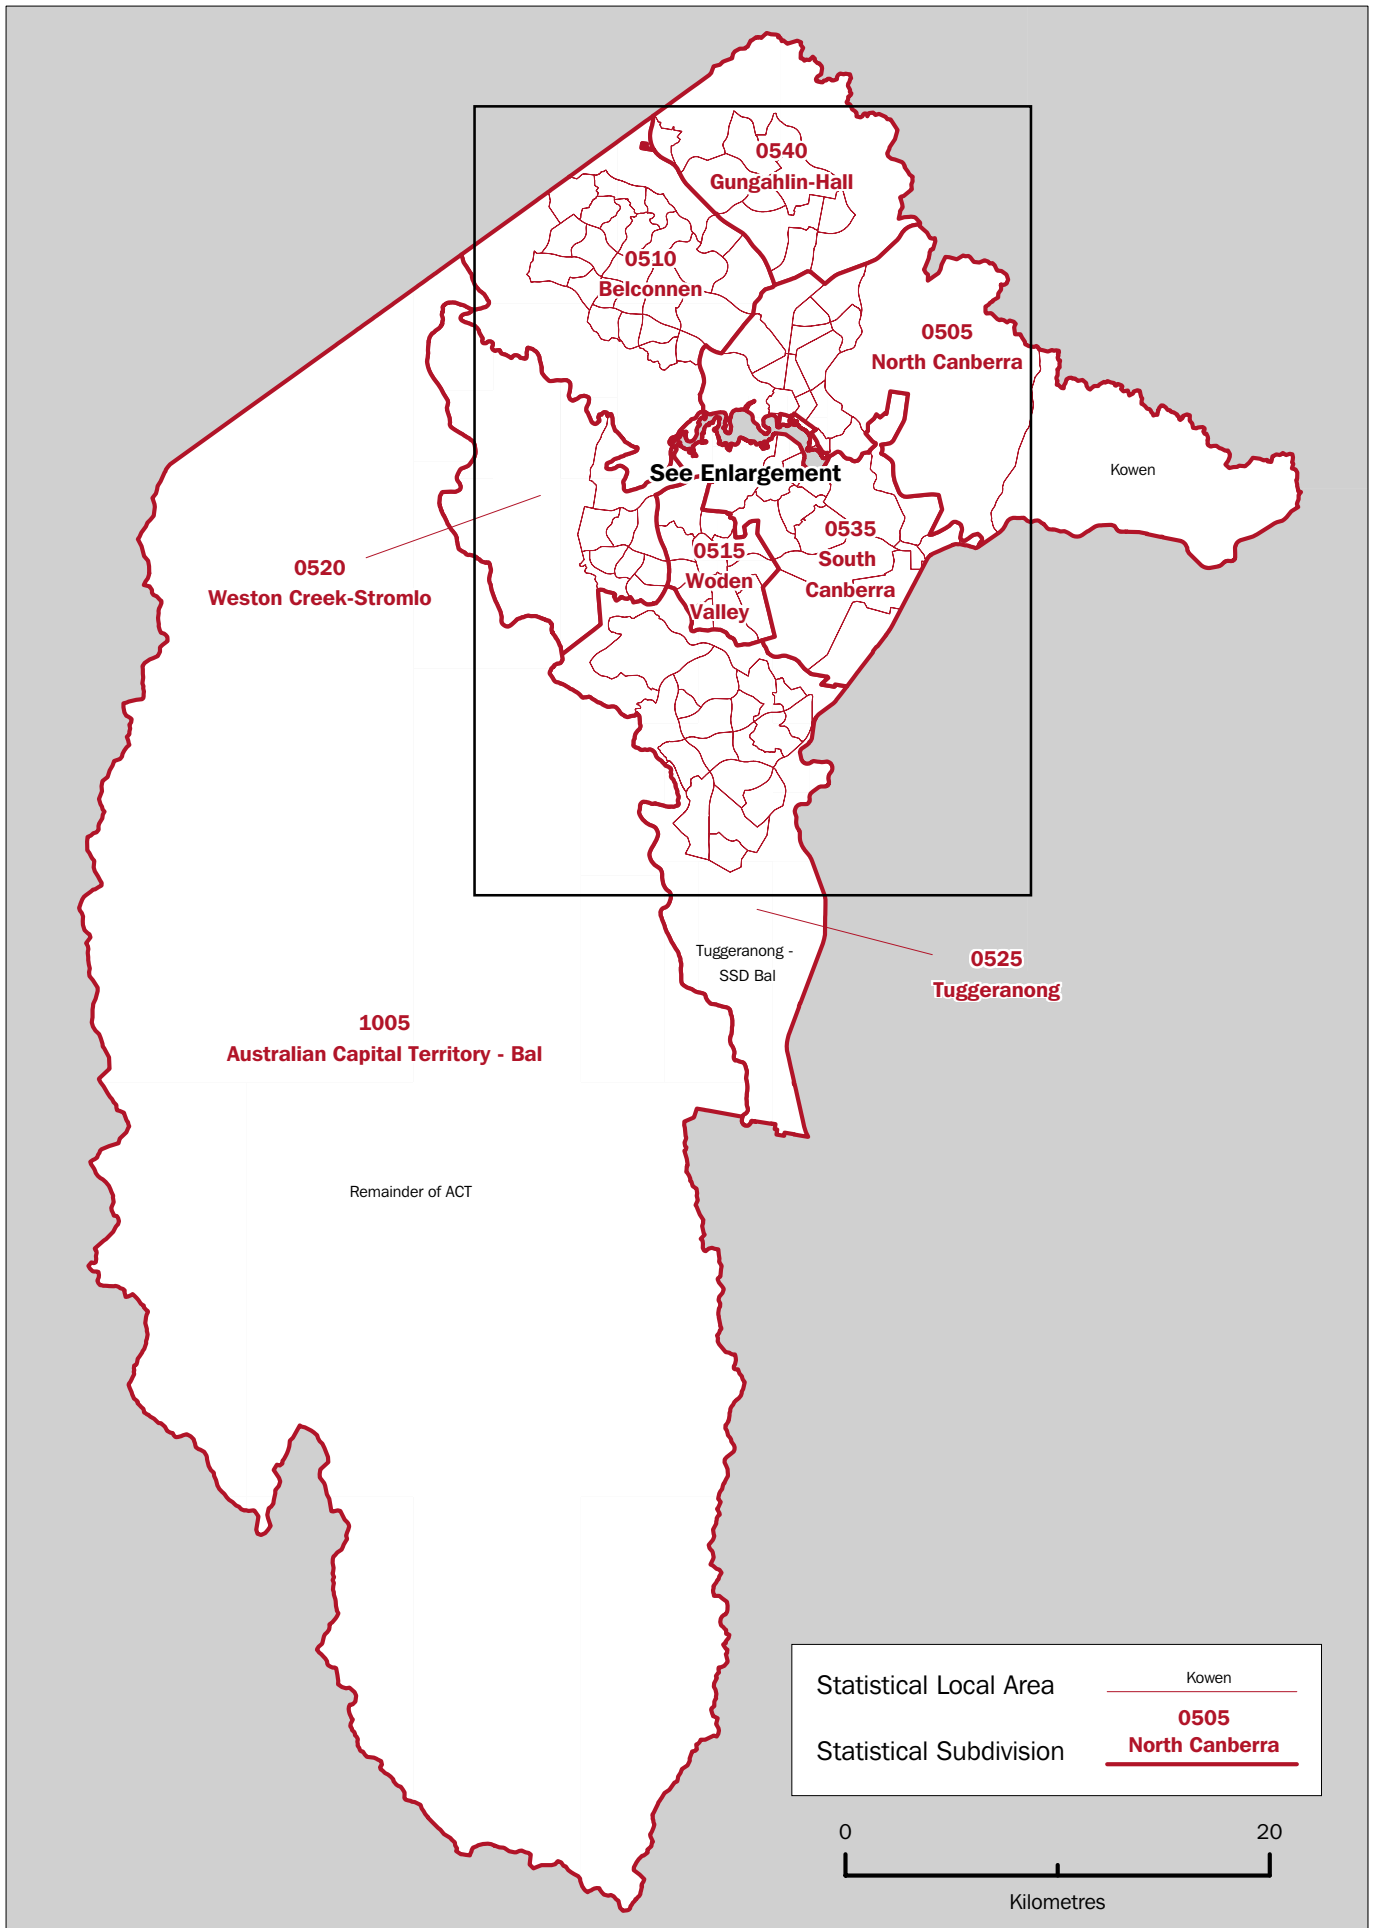 0540
Gungahlin-Hall
0510
Belconnen
0505
North Canberra
Kowen
See Enlargement
0535
South
Canberra
0515
Woden
Valley
0520
Weston Creek-Stromlo
Tuggeranong -
SSD Bal
0525
Tuggeranong
1005
Australian Capital Territory - Bal
Remainder of ACT
Statistical Local Area
Kowen
Statistical Subdivision
0505
North Canberra
0
20
Kilometres